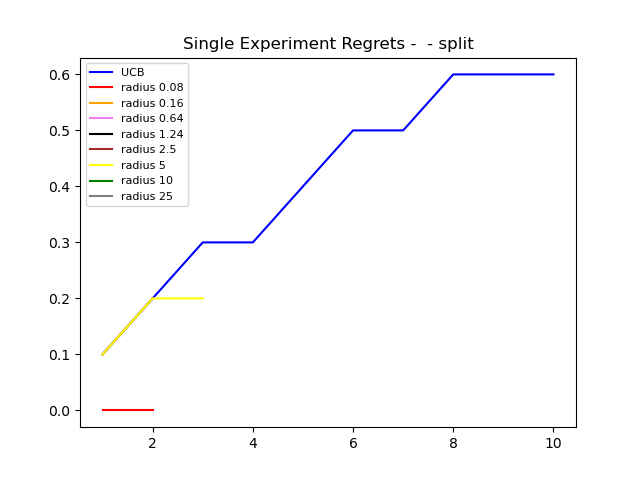 Single Experiment Regrets -  - split
0.6
0.5
0.4
0.3
0.2
0.1
0.0
UCB
radius 0.08
radius 0.16
radius 0.64
radius 1.24
radius 2.5
radius 5
radius 10
radius 25
2 4 6 8 10